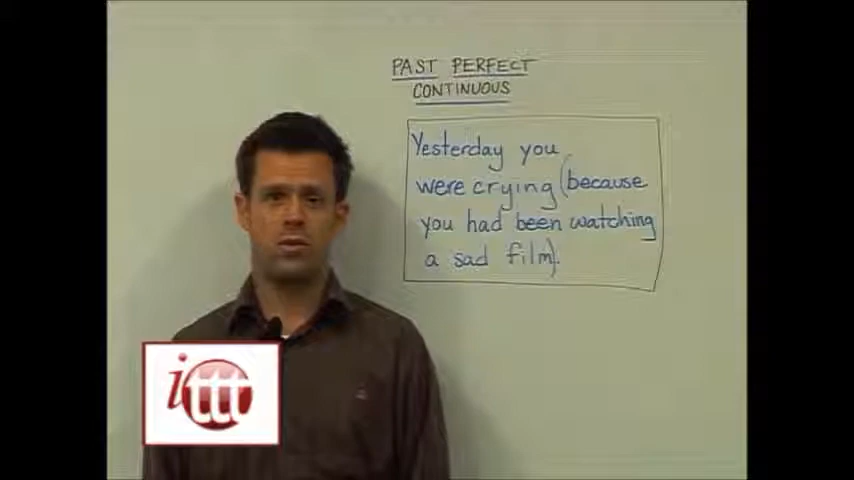 PAST PERFECT
CONTINUOUS
Yesterday you
were crying (because
you had been watching
a sad film).
ittt